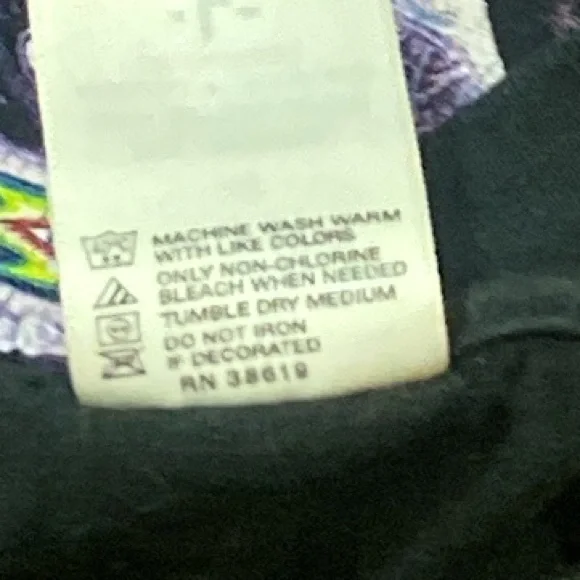 MACHINE WASH WARM
WITH LIKE COLORS
ONLY NON-CHLORINE
BLEACH WHEN NEEDED
TUMBLE DRY MEDIUM
DO NOT IRON
IF DECORATED
RN 38619